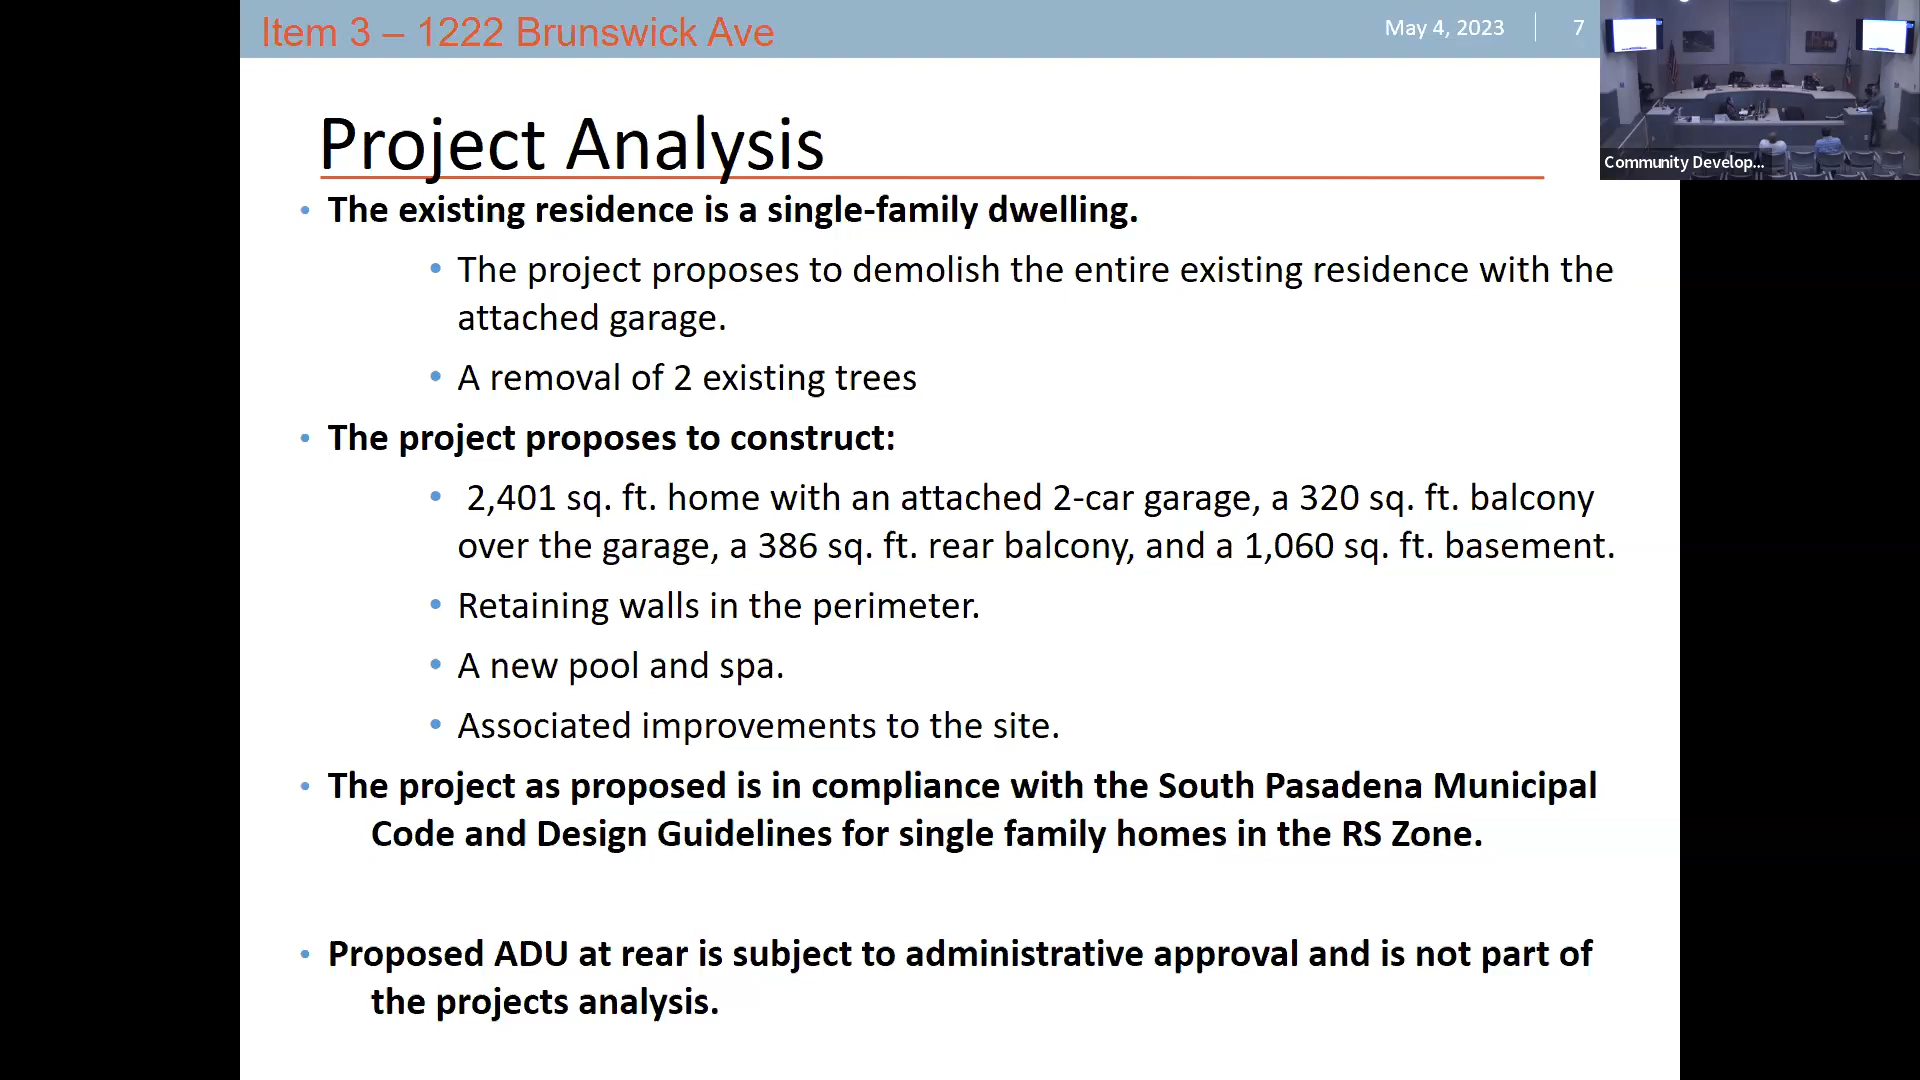 Item 3 – 1222 Brunswick Ave
May 4, 2023
7
Community Develop...
Project Analysis
• The existing residence is a single-family dwelling.
• The project proposes to demolish the entire existing residence with the
attached garage.
• A removal of 2 existing trees
• The project proposes to construct:
• 2,401 sq. ft. home with an attached 2-car garage, a 320 sq. ft. balcony
over the garage, a 386 sq. ft. rear balcony, and a 1,060 sq. ft. basement.
• Retaining walls in the perimeter.
• A new pool and spa.
• Associated improvements to the site.
• The project as proposed is in compliance with the South Pasadena Municipal
Code and Design Guidelines for single family homes in the RS Zone.
• Proposed ADU at rear is subject to administrative approval and is not part of
the projects analysis.